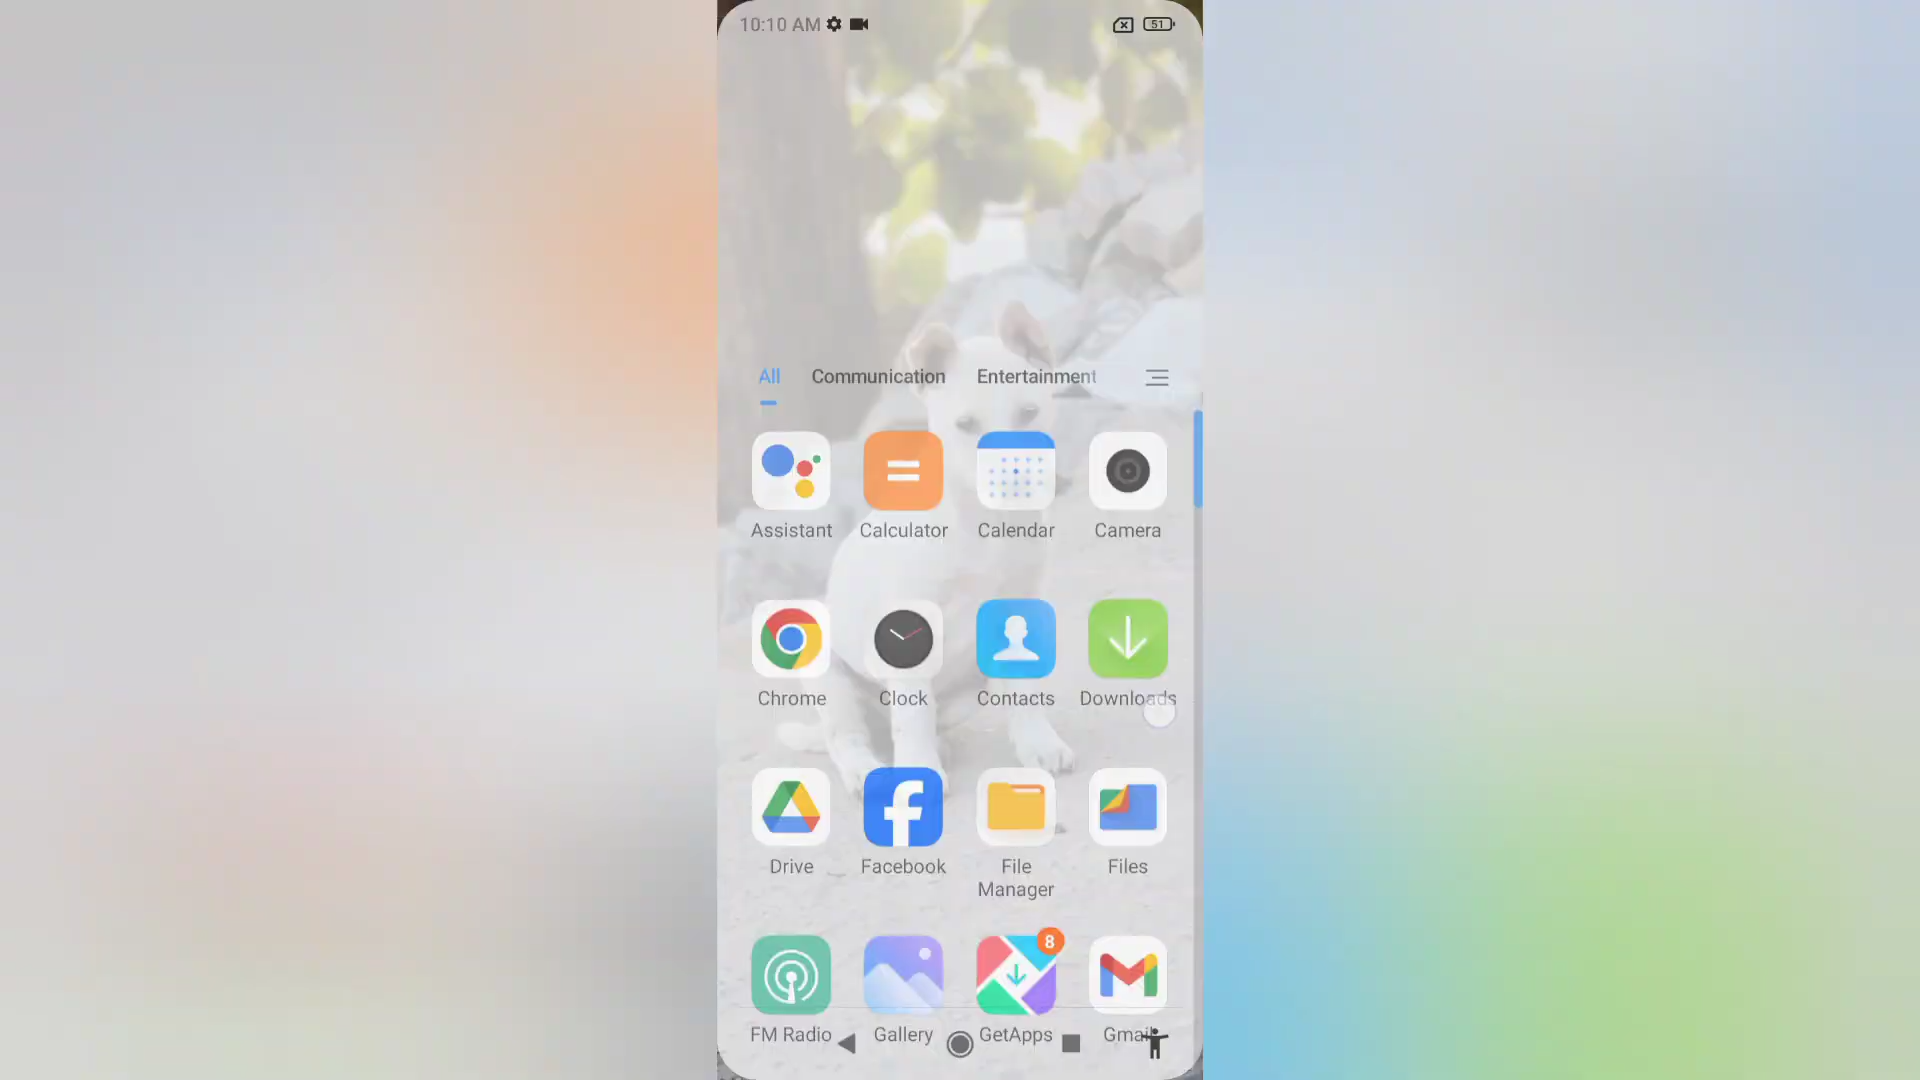 10:10 AM 51
All Communication Entertainment
Assistant Calculator Calendar Camera
Chrome Clock Contacts Downloads
Drive Facebook File Manager Files
8
FM Radio Gallery GetApps Gmail